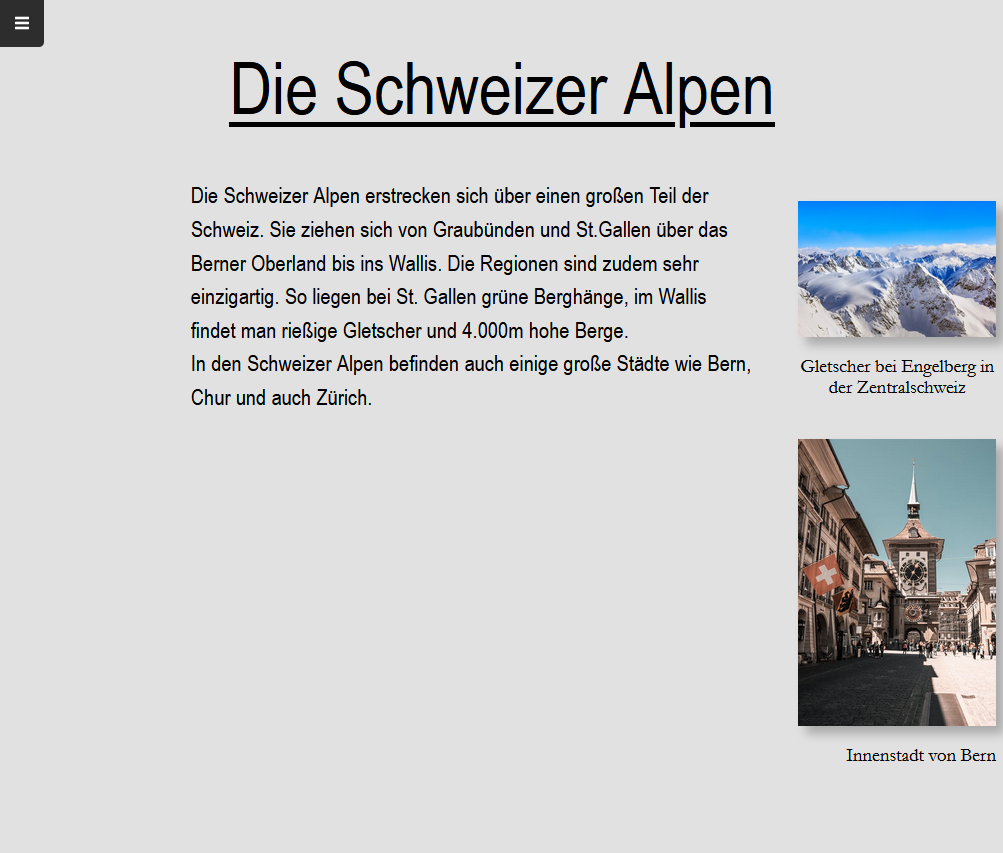 Die Schweizer Alpen
Die Schweizer Alpen erstrecken sich über einen großen Teil der
Schweiz. Sie ziehen sich von Graubünden und St.Gallen über das
Berner Oberland bis ins Wallis. Die Regionen sind zudem sehr
einzigartig. So liegen bei St. Gallen grüne Berghänge, im Wallis
findet man rießige Gletscher und 4.000m hohe Berge.
In den Schweizer Alpen befinden auch einige große Städte wie Bern,
Chur und auch Zürich.
Gletscher bei Engelberg in
der Zentralschweiz
Innenstadt von Bern